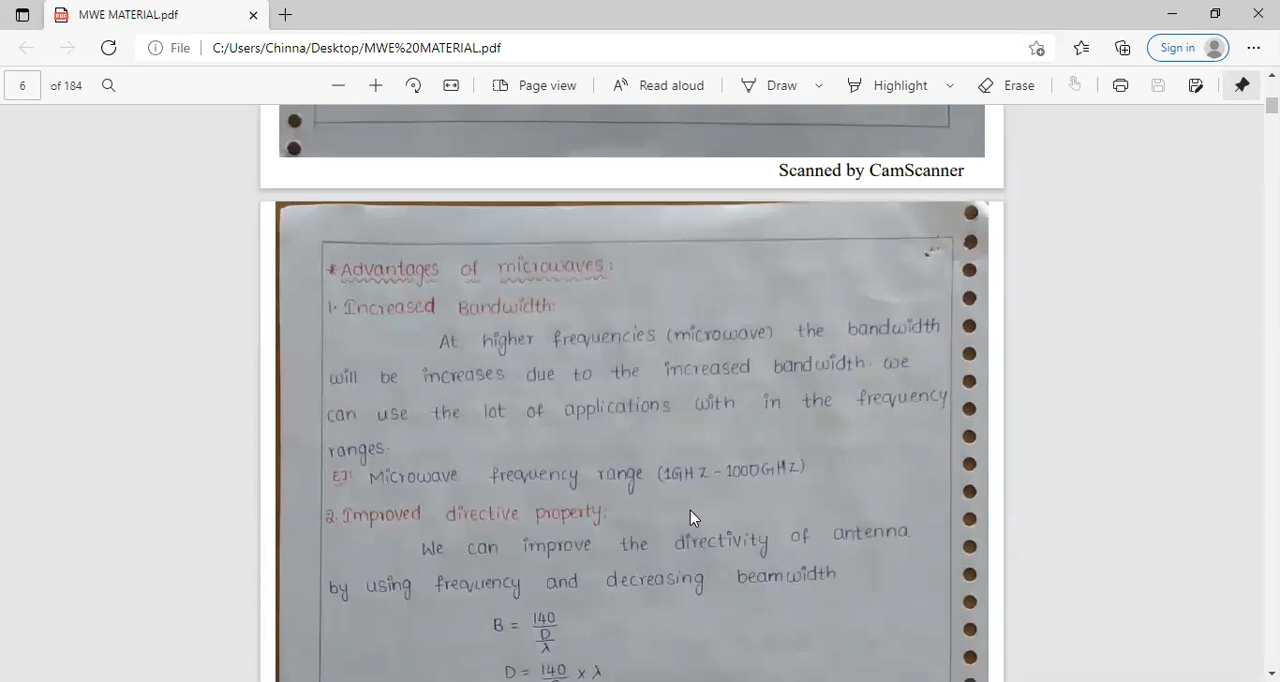 MWE MATERIAL.pdf
File C:/Users/Chinna/Desktop/MWE%20MATERIAL.pdf
Sign in
6 of 184
Page view
Read aloud
Draw
Highlight
Erase
Scanned by CamScanner
*Advantages of microwaves:
1. Increased Bandwidth:
At higher frequencies (microwave) the bandwidth
will be increases due to the increased bandwidth. we
can use the lot of applications with in the frequency
ranges.
EJ: Microwave frequency range (1GHZ - 1000GHZ)
2. Improved directive property:
We can improve the directivity of antenna
by using frequency and decreasing beamwidth.
B = 140
D
λ
D = 140 x λ